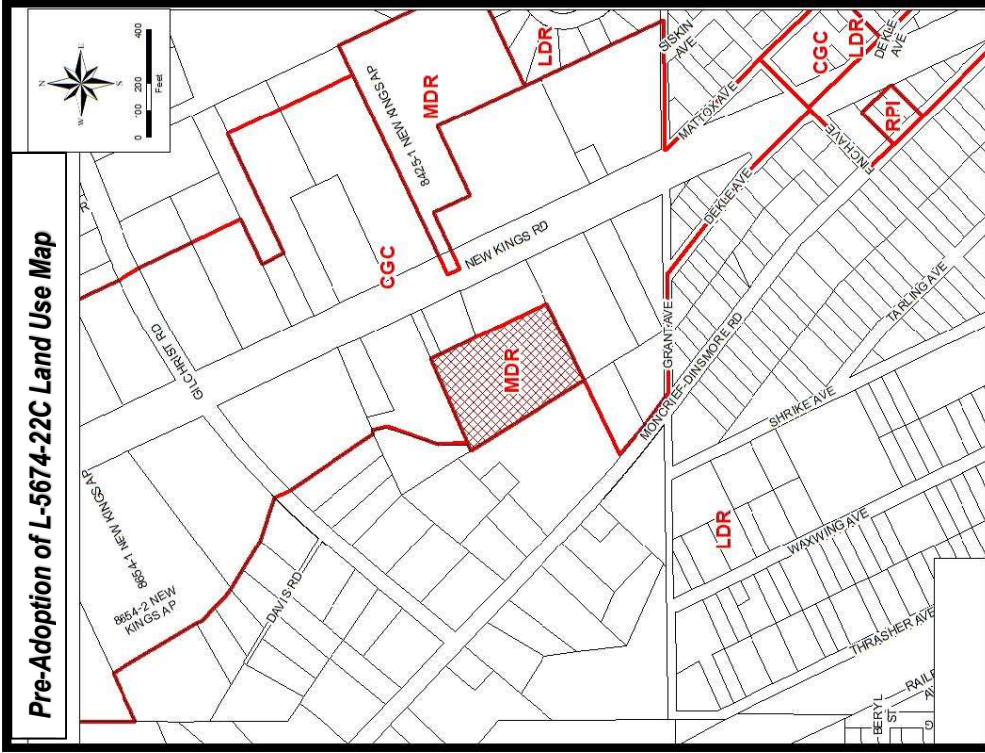 Pre-Adoption of L-5674-22C Land Use Map
N
W
E
S
0 100 200 400
Feet
GILCHRIST RD
8654-1 NEW KINGS AP
8654-2 NEW
KINGS AP
DAVIS RD
CGC
8425-1 NEW KINGS AP
MDR
LDR
NEW KINGS RD
MDR
SISKIN
AVE
MATTOX AVE
CGC
LDR
DEKLE
AVE
RPI
FINCH AVE
DEKLE AVE
GRANT AVE
MONCRIEF-DINSMORE RD
TARLING AVE
SHRIKE AVE
LDR
WAXWING AVE
THRASHER AVE
BERYL
ST